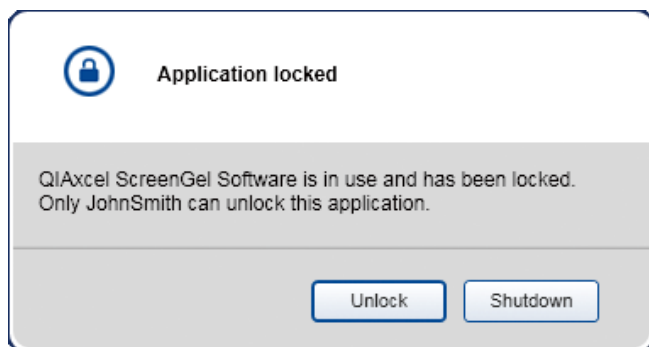 Application locked
QIAxcel ScreenGel Software is in use and has been locked.
Only JohnSmith can unlock this application.
Unlock
Shutdown